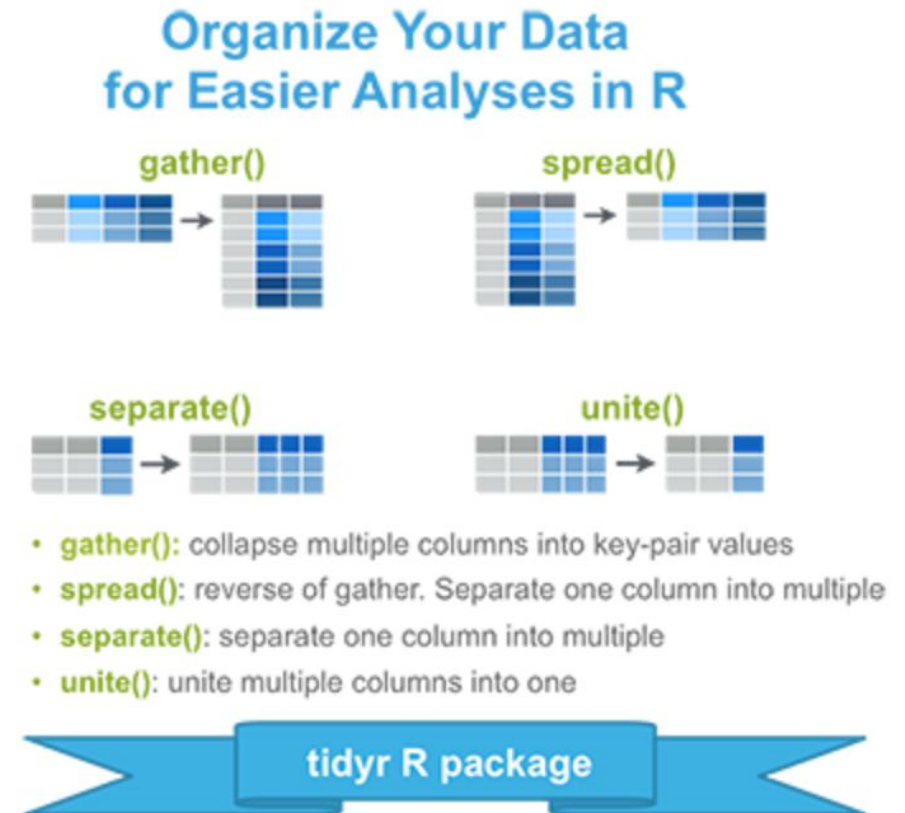 Organize Your Data
for Easier Analyses in R
gather()
spread()
separate()
unite()
• gather(): collapse multiple columns into key-pair values
• spread(): reverse of gather. Separate one column into multiple
• separate(): separate one column into multiple
• unite(): unite multiple columns into one
tidyr R package